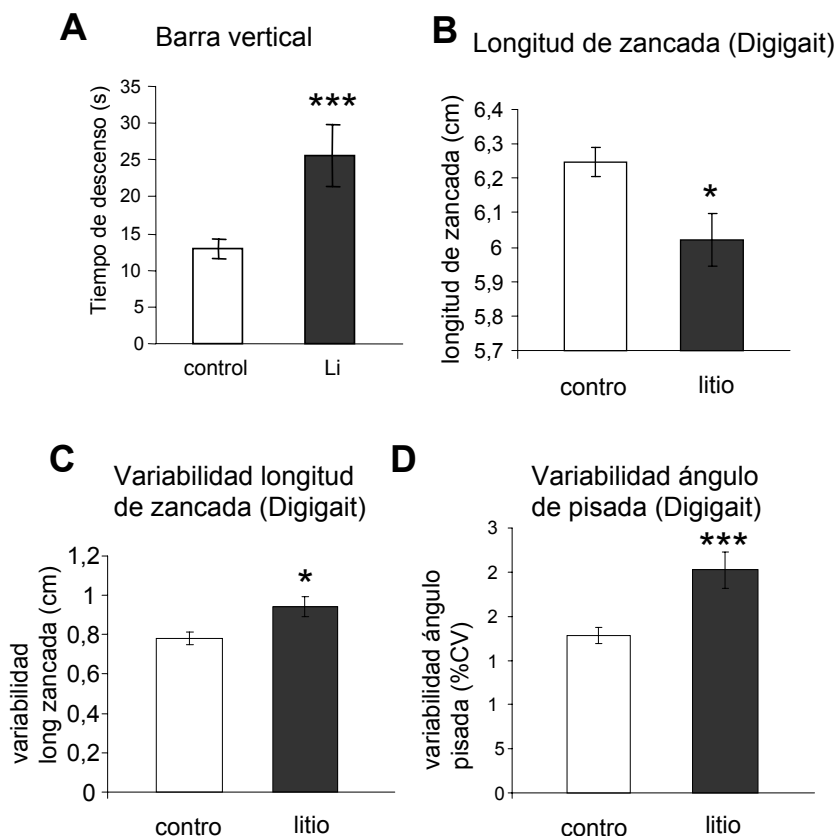 A
Barra vertical
Tiempo de descenso (s)
35
30
25
20
15
10
5
0
***
control
Li
B
Longitud de zancada (Digigait)
longitud de zancada (cm)
6,4
6,3
6,2
6,1
6
5,9
5,8
5,7
*
contro
litio
C
Variabilidad longitud
de zancada (Digigait)
variabilidad
long zancada (cm)
1,2
1
0,8
0,6
0,4
0,2
0
*
contro
litio
D
Variabilidad ángulo
de pisada (Digigait)
variabilidad ángulo
pisada (%CV)
3
2
2
1
1
5
0
***
contro
litio